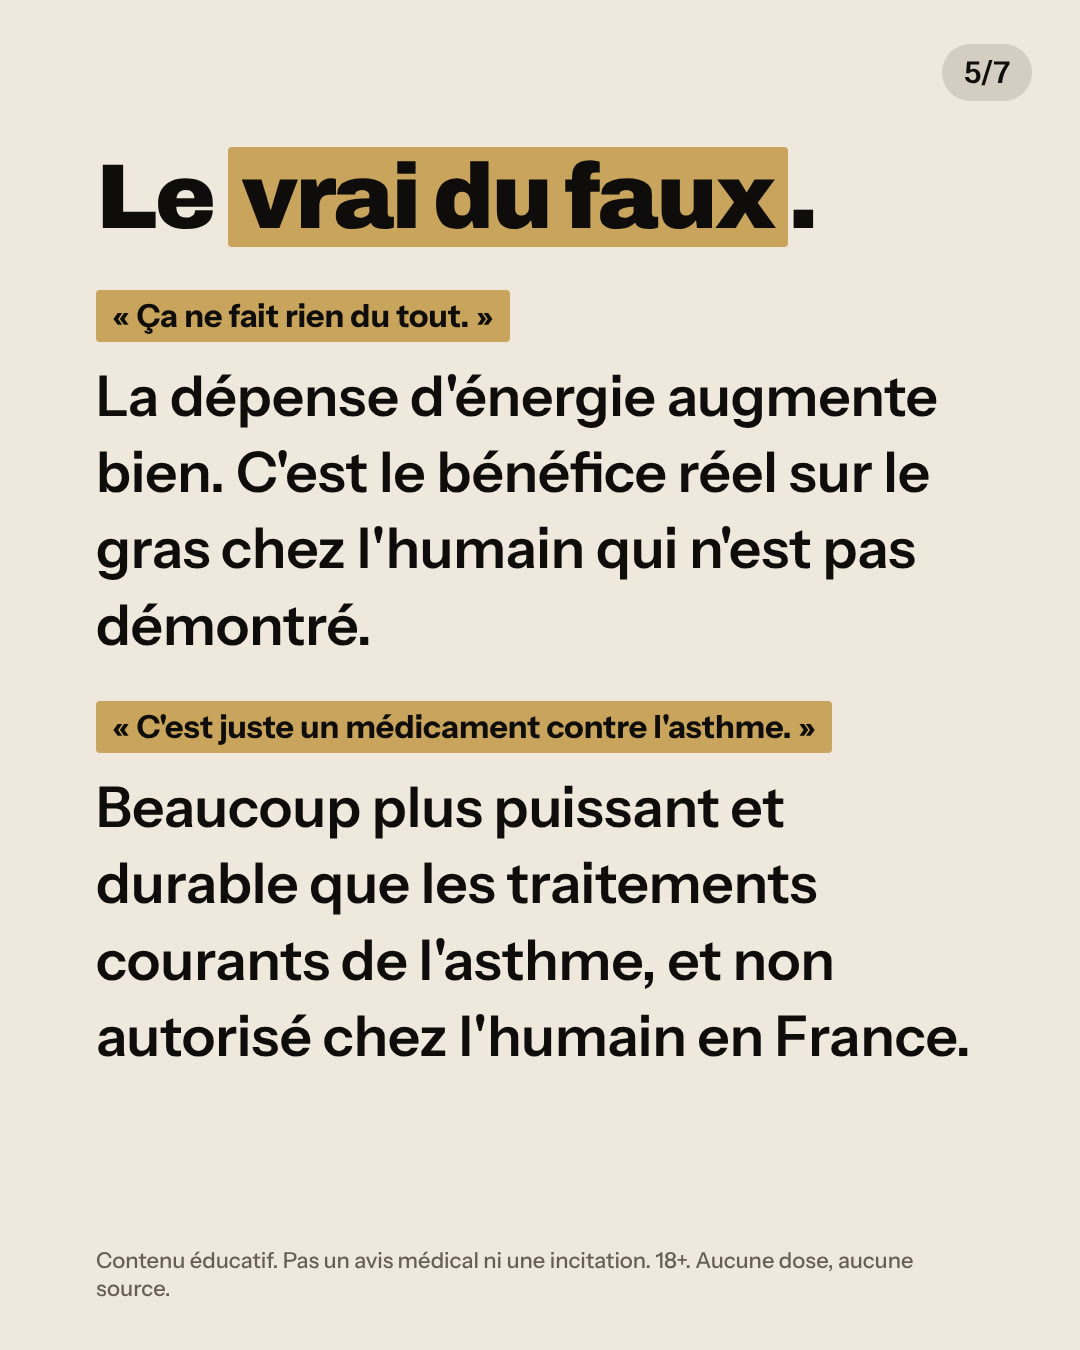 5/7
Le vrai du faux.
« Ça ne fait rien du tout. »
La dépense d'énergie augmente
bien. C'est le bénéfice réel sur le
gras chez l'humain qui n'est pas
démontré.
« C'est juste un médicament contre l'asthme. »
Beaucoup plus puissant et
durable que les traitements
courants de l'asthme, et non
autorisé chez l'humain en France.
Contenu éducatif. Pas un avis médical ni une incitation. 18+. Aucune dose, aucune
source.